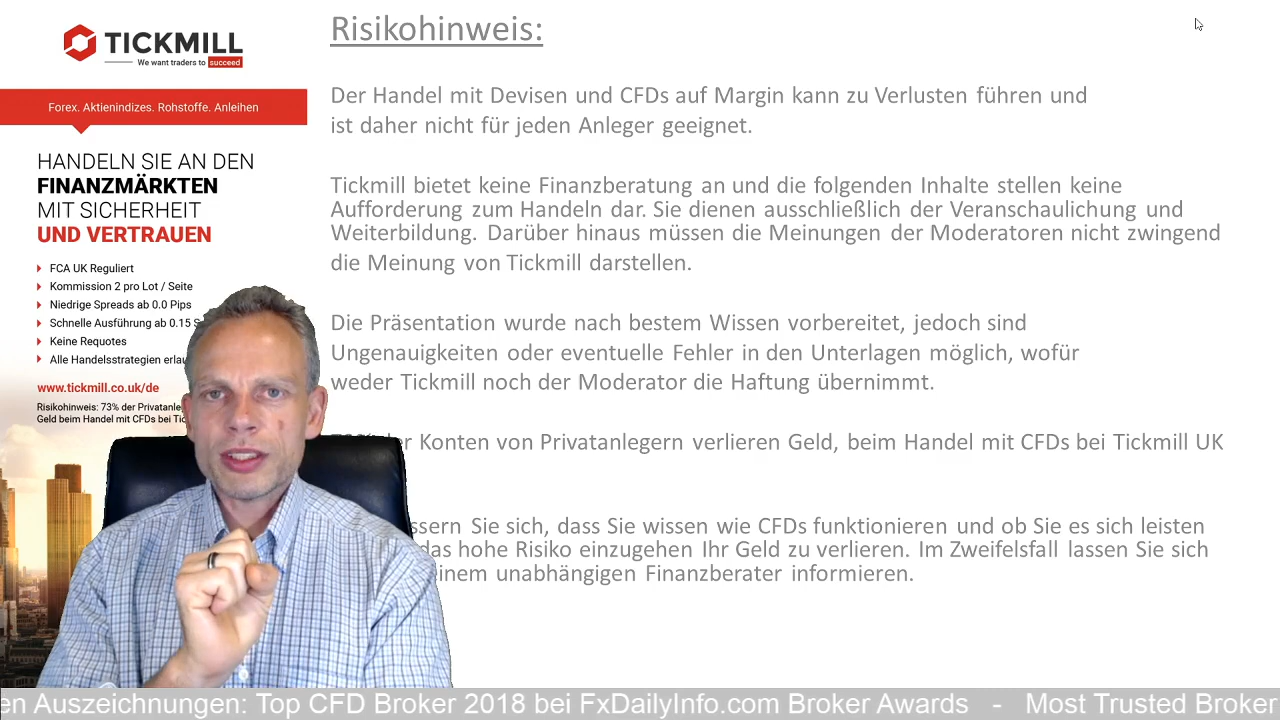 TICKMILL
We want traders to succeed
Forex. Aktienindizes. Rohstoffe. Anleihen
HANDELN SIE AN DEN
FINANZMÄRKTEN
MIT SICHERHEIT
UND VERTRAUEN
FCA UK Reguliert
Kommission 2 pro Lot / Seite
Niedrige Spreads ab 0.0 Pips
Schnelle Ausführung ab 0.15 S
Keine Requotes
Alle Handelsstrategien erlau
www.tickmill.co.uk/de
Risikohinweis: 73% der Privatanle
Geld beim Handel mit CFDs bei Tic
Risikohinweis:
Der Handel mit Devisen und CFDs auf Margin kann zu Verlusten führen und
ist daher nicht für jeden Anleger geeignet.
Tickmill bietet keine Finanzberatung an und die folgenden Inhalte stellen keine
Aufforderung zum Handeln dar. Sie dienen ausschließlich der Veranschaulichung und
Weiterbildung. Darüber hinaus müssen die Meinungen der Moderatoren nicht zwingend
die Meinung von Tickmill darstellen.
Die Präsentation wurde nach bestem Wissen vorbereitet, jedoch sind
Ungenauigkeiten oder eventuelle Fehler in den Unterlagen möglich, wofür
weder Tickmill noch der Moderator die Haftung übernimmt.
der Konten von Privatanlegern verlieren Geld, beim Handel mit CFDs bei Tickmill UK
ssern Sie sich, dass Sie wissen wie CFDs funktionieren und ob Sie es sich leisten
das hohe Risiko einzugehen Ihr Geld zu verlieren. Im Zweifelsfall lassen Sie sich
einem unabhängigen Finanzberater informieren.
en Auszeichnungen: Top CFD Broker 2018 bei FxDailyInfo.com Broker Awards - Most Trusted Broker